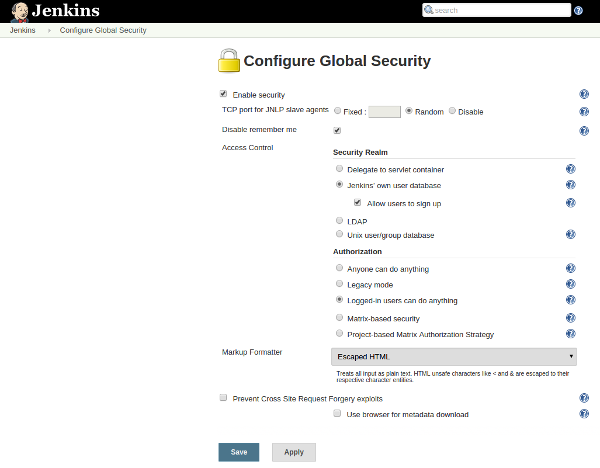 Jenkins
search
Jenkins
Configure Global Security
Configure Global Security
Enable security
TCP port for JNLP slave agents Fixed : Random Disable
Disable remember me
Access Control
Security Realm
Delegate to servlet container
Jenkins' own user database
Allow users to sign up
LDAP
Unix user/group database
Authorization
Anyone can do anything
Legacy mode
Logged-in users can do anything
Matrix-based security
Project-based Matrix Authorization Strategy
Markup Formatter
Escaped HTML
Treats all input as plain text. HTML unsafe characters like < and & are escaped to their
respective character entities.
Prevent Cross Site Request Forgery exploits
Use browser for metadata download
Save
Apply